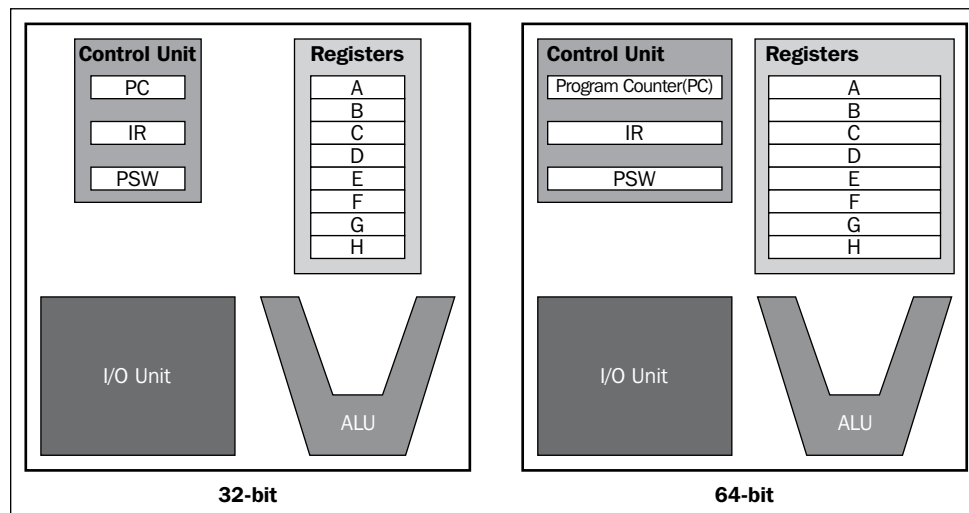 Control Unit
PC
IR
PSW
Registers
A
B
C
D
E
F
G
H
I/O Unit
ALU
32-bit
Control Unit
Program Counter(PC)
IR
PSW
Registers
A
B
C
D
E
F
G
H
I/O Unit
ALU
64-bit